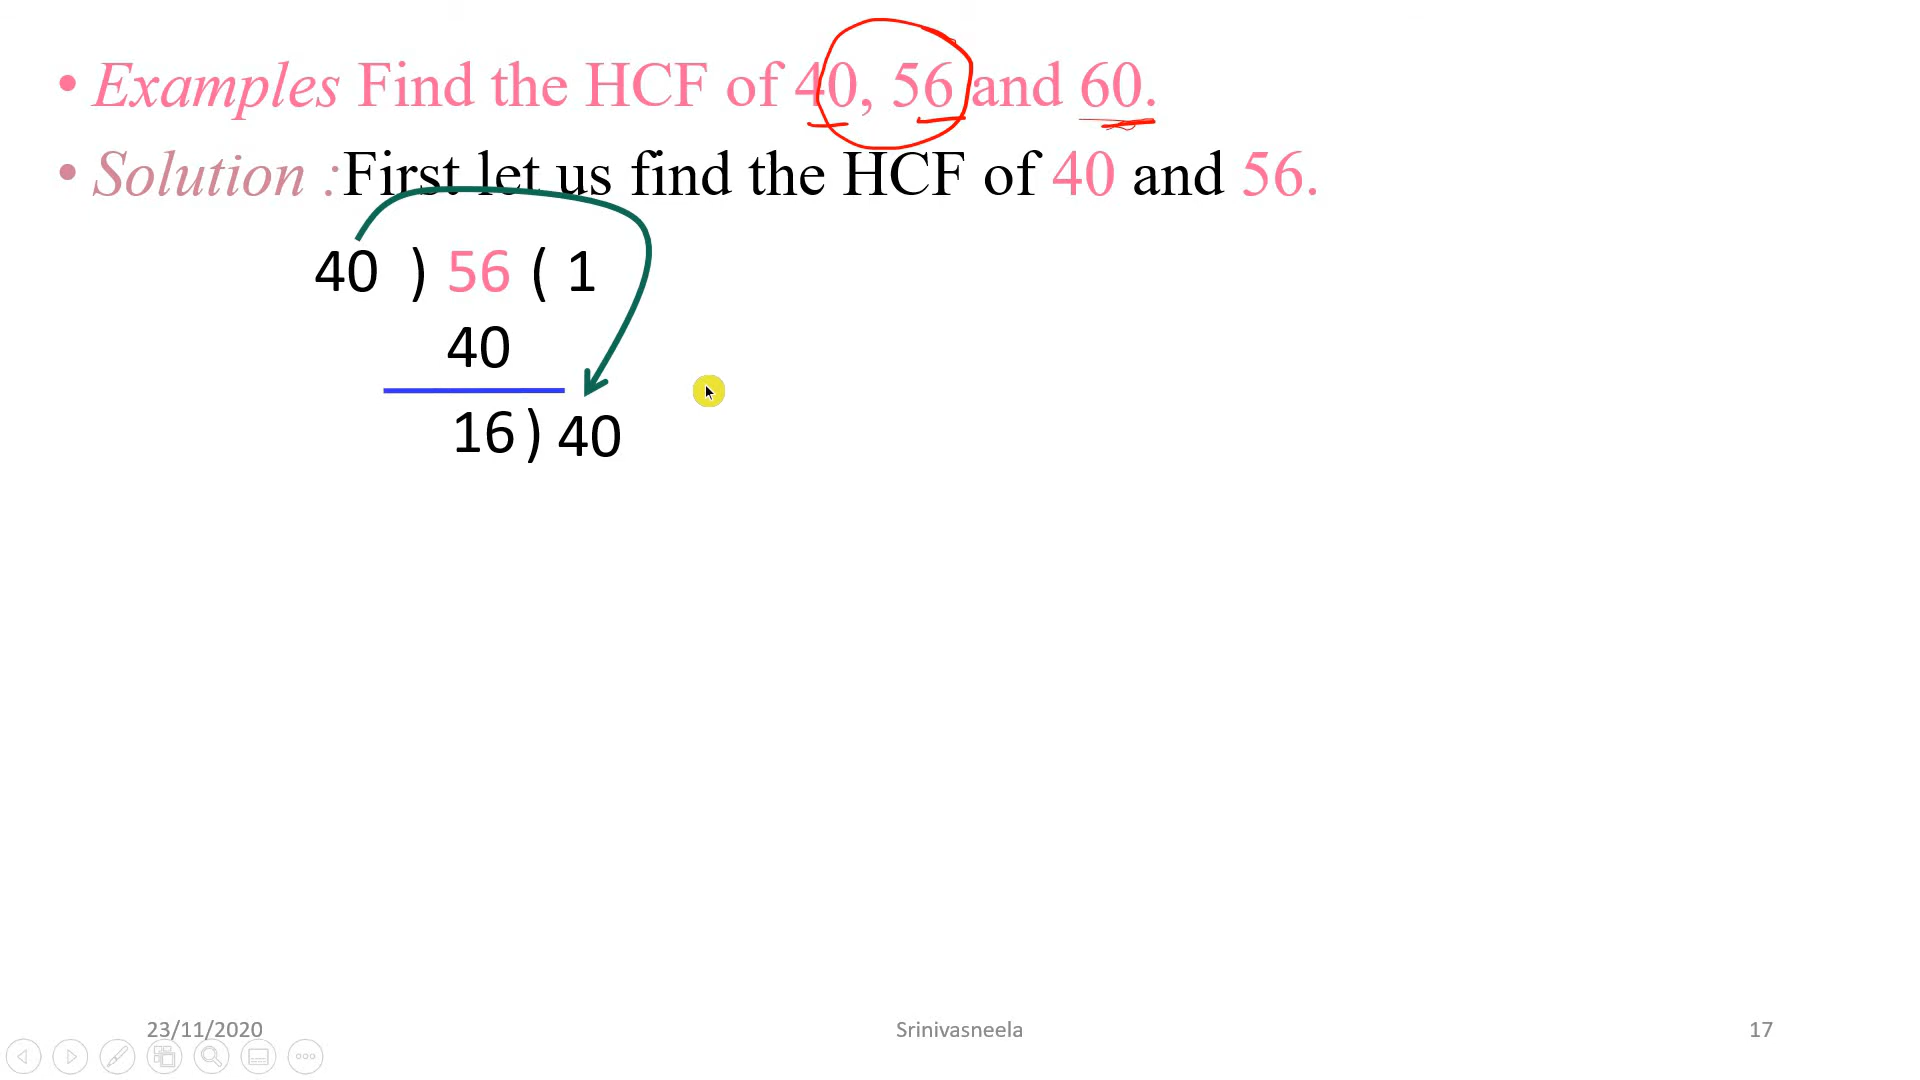 • Examples Find the HCF of 40, 56 and 60.
• Solution :First let us find the HCF of 40 and 56.
40 ) 56 ( 1
40
16 ) 40
23/11/2020 Srinivasneela 17